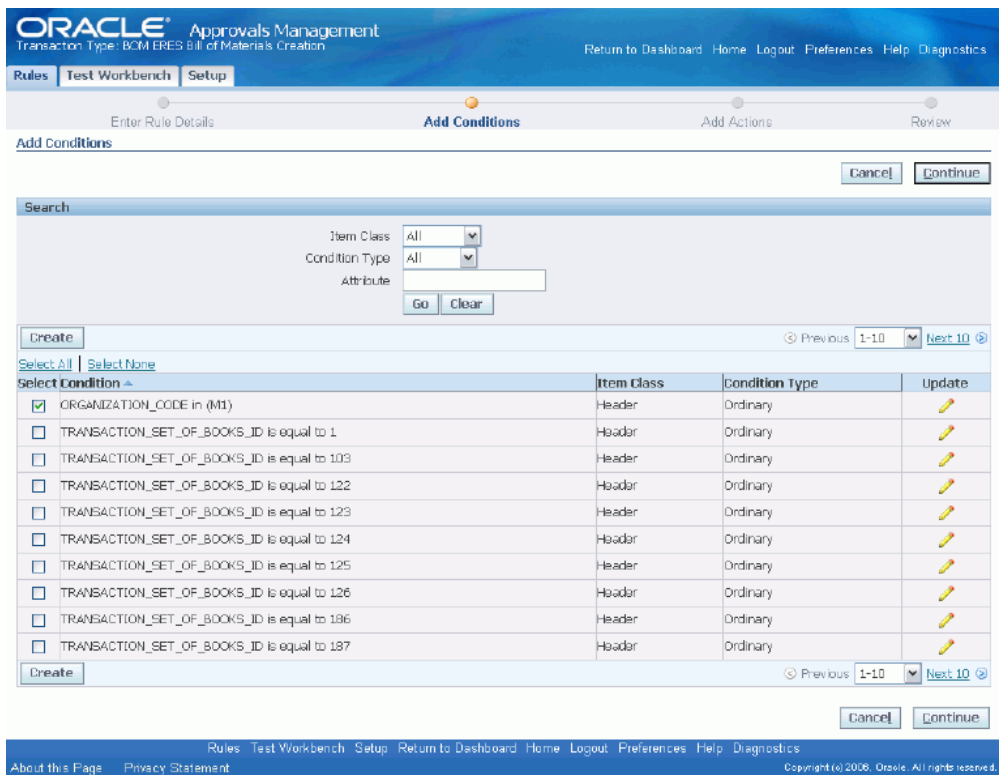 ORACLE® Approvals Management
Transaction Type: BOM ERES Bill of Materials Creation
Return to Dashboard Home Logout Preferences Help Diagnostics
Rules Test Workbench Setup
Enter Rule Details Add Conditions Add Actions Review
Add Conditions
Cancel Continue
Search
Item Class All
Condition Type All
Attribute
Go Clear
Create Previous 1-10 Next 10
Select All | Select None
Select Condition Item Class Condition Type Update
ORGANIZATION_CODE in (M1) Header Ordinary
TRANSACTION_SET_OF_BOOKS_ID is equal to 1 Header Ordinary
TRANSACTION_SET_OF_BOOKS_ID is equal to 103 Header Ordinary
TRANSACTION_SET_OF_BOOKS_ID is equal to 122 Header Ordinary
TRANSACTION_SET_OF_BOOKS_ID is equal to 123 Header Ordinary
TRANSACTION_SET_OF_BOOKS_ID is equal to 124 Header Ordinary
TRANSACTION_SET_OF_BOOKS_ID is equal to 125 Header Ordinary
TRANSACTION_SET_OF_BOOKS_ID is equal to 126 Header Ordinary
TRANSACTION_SET_OF_BOOKS_ID is equal to 186 Header Ordinary
TRANSACTION_SET_OF_BOOKS_ID is equal to 187 Header Ordinary
Create Previous 1-10 Next 10
Cancel Continue
Rules Test Workbench Setup Return to Dashboard Home Logout Preferences Help Diagnostics
About this Page Privacy Statement Copyright (c) 2006, Oracle. All rights reserved.